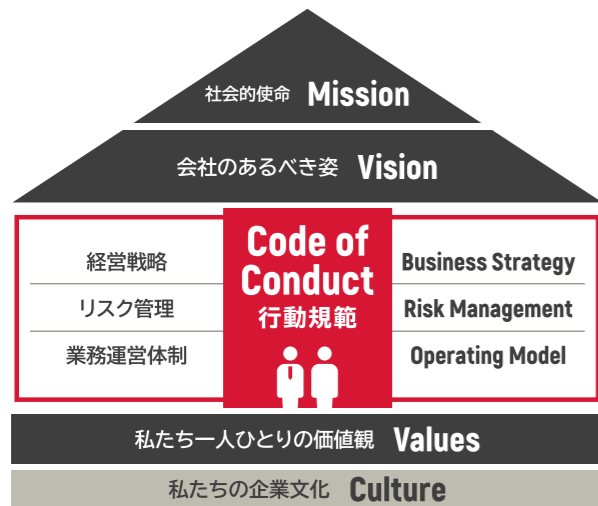 社会的使命 Mission
会社のあるべき姿 Vision
Code of
Conduct
行動規範
経営戦略
リスク管理
業務運営体制
Business Strategy
Risk Management
Operating Model
私たち一人ひとりの価値観 Values
私たちの企業文化 Culture